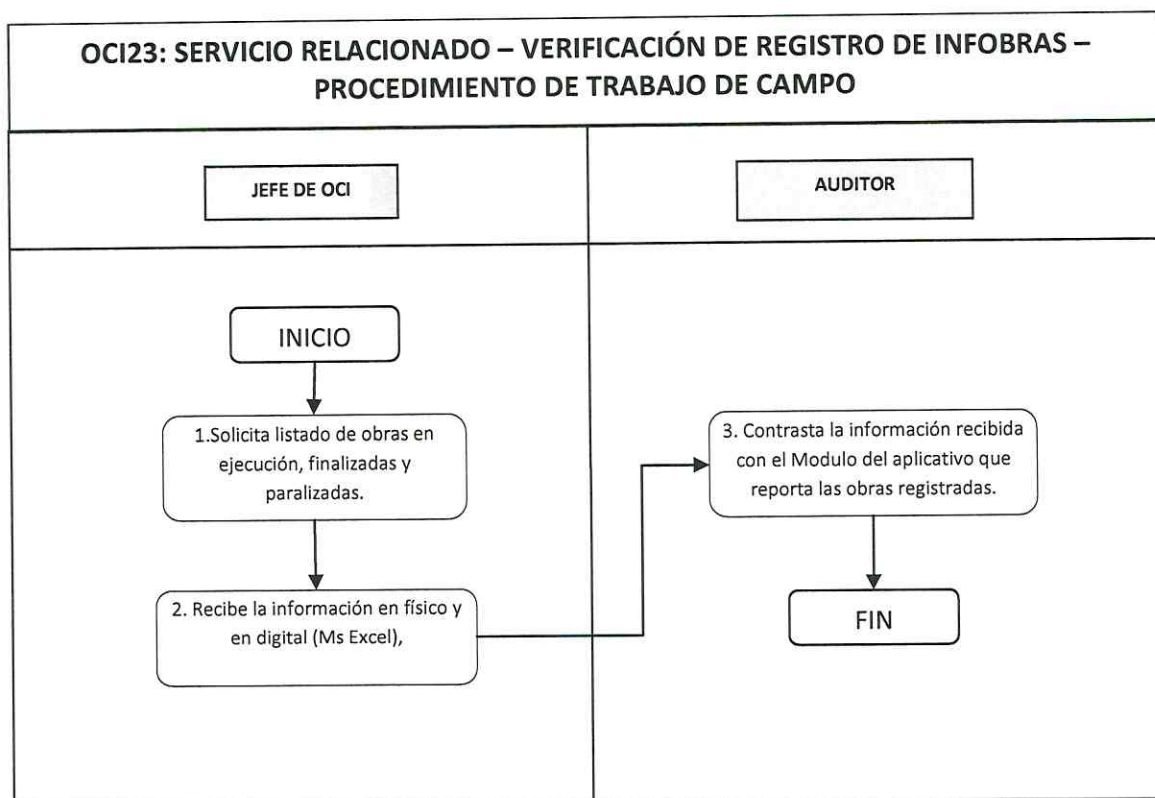 OCI23: SERVICIO RELACIONADO – VERIFICACIÓN DE REGISTRO DE INFOBRAS –
PROCEDIMIENTO DE TRABAJO DE CAMPO
JEFE DE OCI
AUDITOR
INICIO
1.Solicita listado de obras en
ejecución, finalizadas y
paralizadas.
2. Recibe la información en físico y
en digital (Ms Excel),
3. Contrasta la información recibida
con el Modulo del aplicativo que
reporta las obras registradas.
FIN